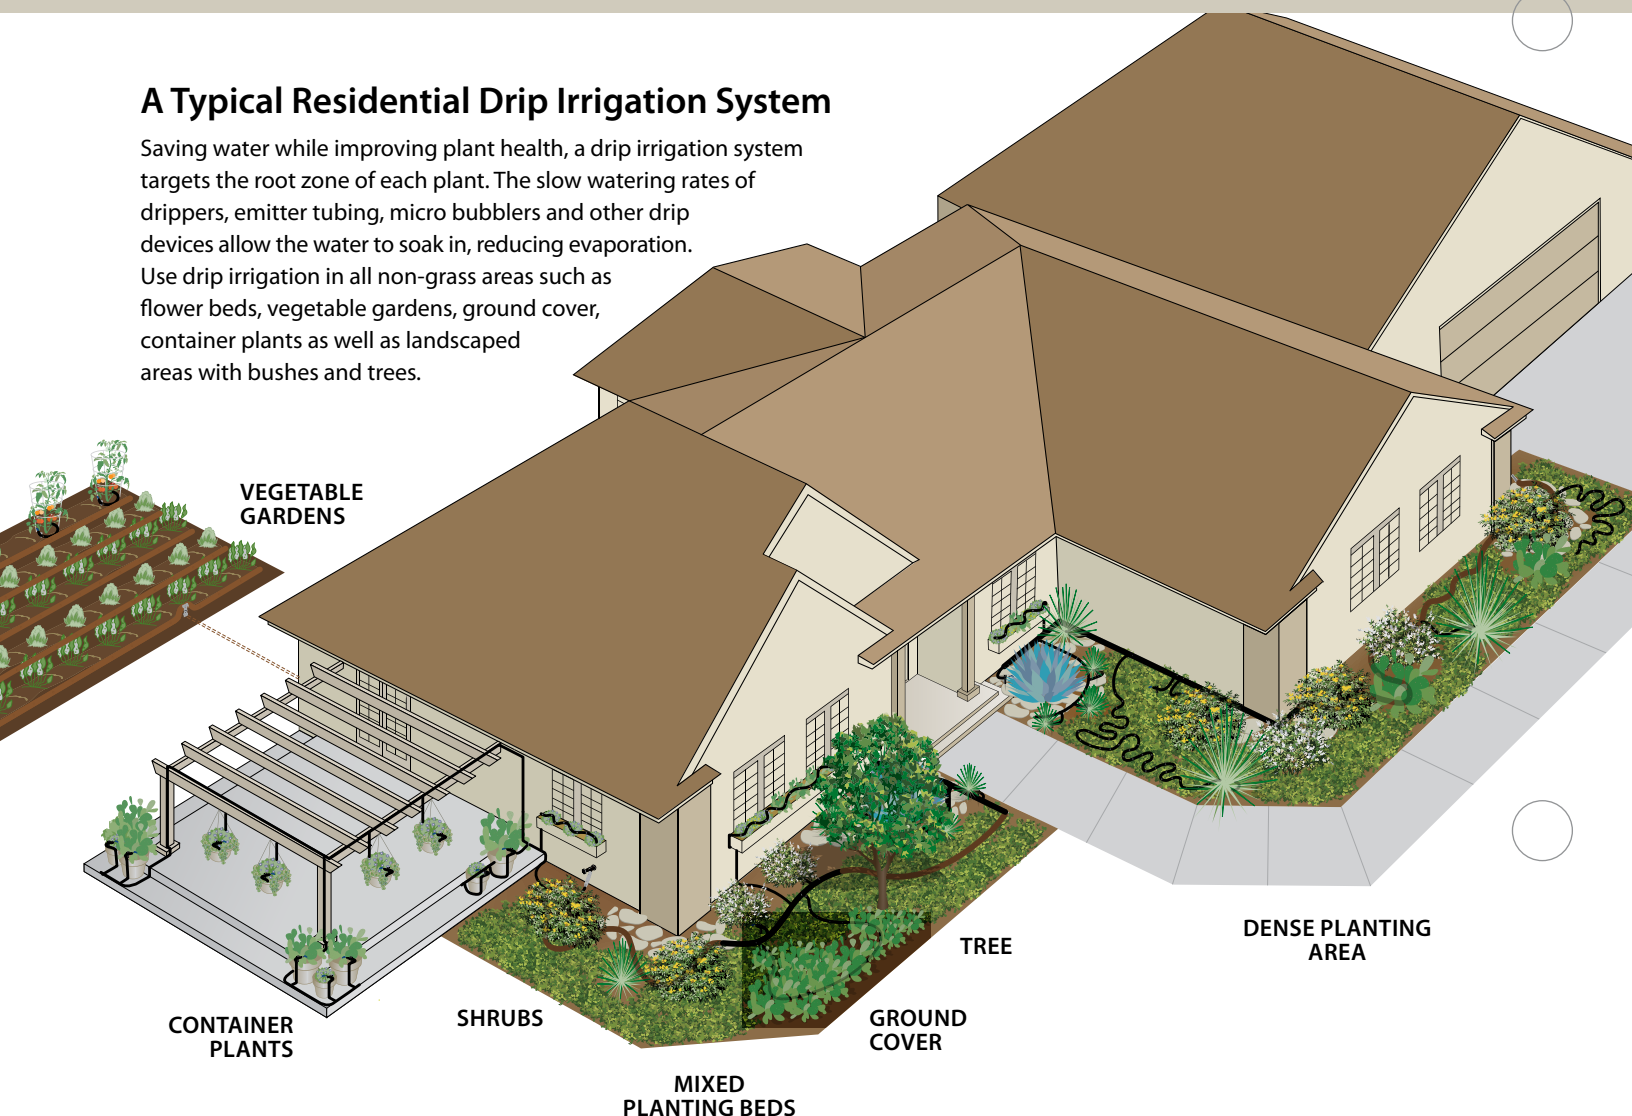 A Typical Residential Drip Irrigation System
Saving water while improving plant health, a drip irrigation system
targets the root zone of each plant. The slow watering rates of
drippers, emitter tubing, micro bubblers and other drip
devices allow the water to soak in, reducing evaporation.
Use drip irrigation in all non-grass areas such as
flower beds, vegetable gardens, ground cover,
container plants as well as landscaped
areas with bushes and trees.
VEGETABLE
GARDENS
CONTAINER
PLANTS
SHRUBS
MIXED
PLANTING BEDS
GROUND
COVER
TREE
DENSE PLANTING
AREA